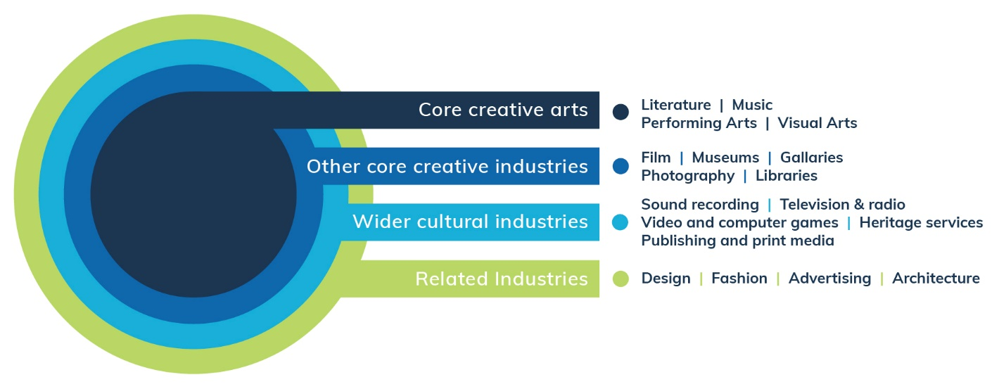 Core creative arts
Literature | Music
Performing Arts | Visual Arts
Other core creative industries
Film | Museums | Gallaries
Photography | Libraries
Wider cultural industries
Sound recording | Television & radio
Video and computer games | Heritage services
Publishing and print media
Related Industries
Design | Fashion | Advertising | Architecture